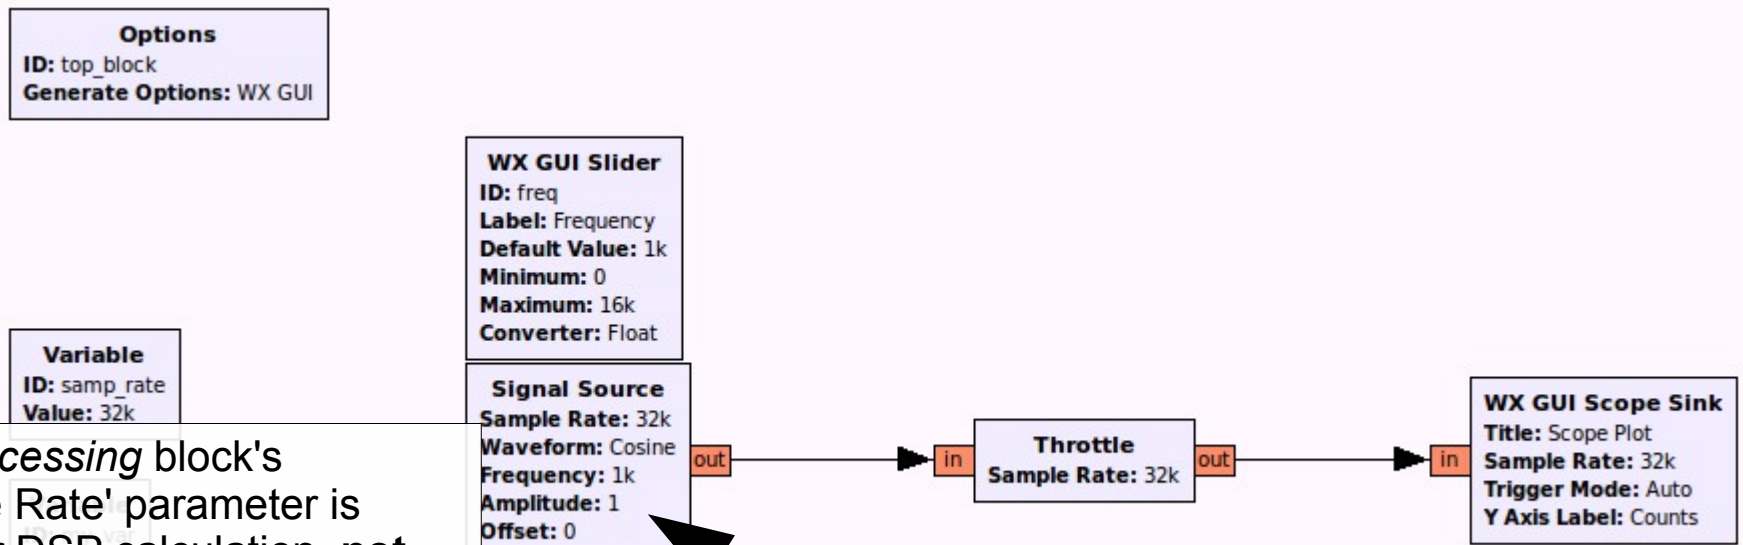 Options
ID: top_block
Generate Options: WX GUI
WX GUI Slider
ID: freq
Label: Frequency
Default Value: 1k
Minimum: 0
Maximum: 16k
Converter: Float
Variable
ID: samp_rate
Value: 32k
Signal Source
Sample Rate: 32k
Waveform: Cosine
Frequency: 1k
Amplitude: 1
Offset: 0
out
in
Throttle
Sample Rate: 32k
out
in
WX GUI Scope Sink
Title: Scope Plot
Sample Rate: 32k
Trigger Mode: Auto
Y Axis Label: Counts
block's
Rate' parameter is
DSP calculation, not